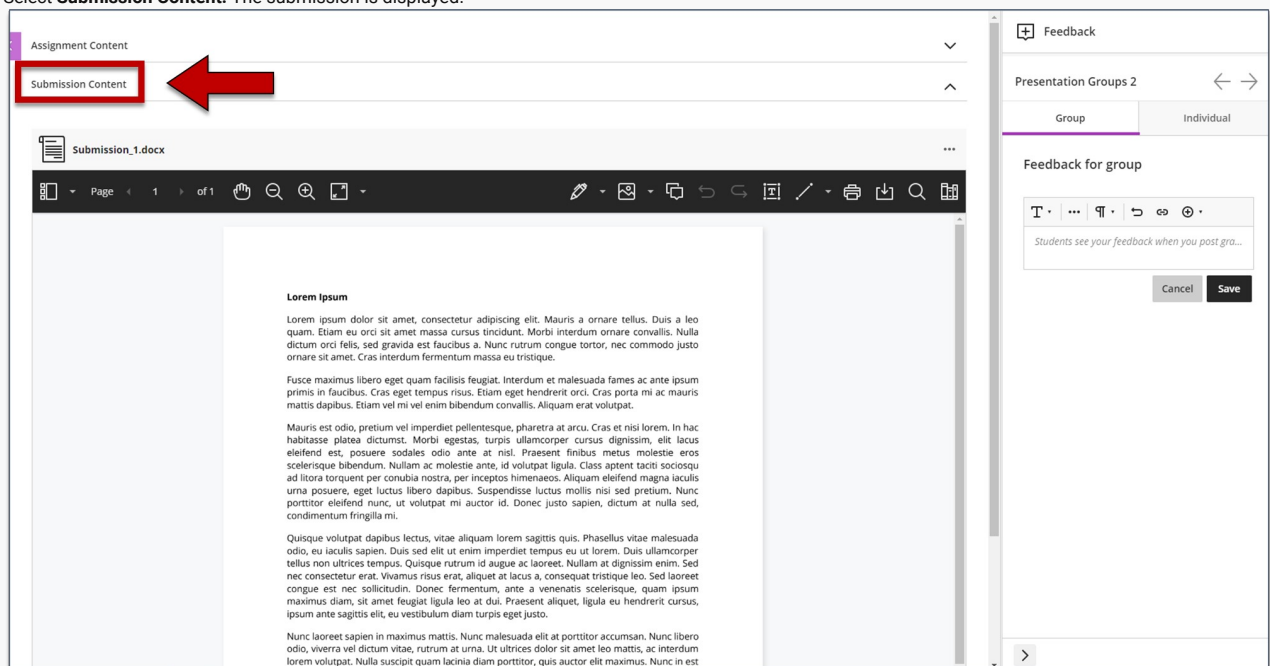 Select Submission Content. The submission is displayed.
Assignment Content
Submission Content
Submission_1.docx
Page 1 of 1
Lorem Ipsum
Lorem ipsum dolor sit amet, consectetur adipiscing elit. Mauris a ornare tellus. Duis a leo
quam. Etiam eu orci sit amet massa cursus tincidunt. Morbi interdum ornare convallis. Nulla
dictum orci felis, sed gravida est faucibus a. Nunc rutrum congue tortor, nec commodo justo
ornare sit amet. Cras interdum fermentum massa eu tristique.
Fusce maximus libero eget quam facilisis feugiat. Interdum et malesuada fames ac ante ipsum
primis in faucibus. Cras eget tempus risus. Etiam eget hendrerit orci. Cras porta mi ac mauris
mattis dapibus. Etiam vel mi vel enim bibendum convallis. Aliquam erat volutpat.
Mauris est odio, pretium vel imperdiet pellentesque, pharetra at arcu. Cras et nisi lorem. In hac
habitasse platea dictumst. Morbi egestas, turpis ullamcorper cursus dignissim, elit lacus
eleifend est, posuere sodales odio ante at nisl. Praesent finibus metus molestie eros
scelerisque bibendum. Nullam ac molestie ante, id volutpat ligula. Class aptent taciti sociosqu
ad litora torquent per conubia nostra, per inceptos himenaeos. Aliquam eleifend magna iaculis
urna posuere, eget luctus libero dapibus. Suspendisse luctus mollis nisi sed pretium. Nunc
porttitor eleifend nunc, ut volutpat mi auctor id. Donec justo sapien, dictum at nulla sed,
condimentum fringilla mi.
Quisque volutpat dapibus lectus, vitae aliquam lorem sagittis quis. Phasellus vitae malesuada
odio, eu iaculis sapien. Duis sed elit ut enim imperdiet tempus eu ut lorem. Duis ullamcorper
tellus non ultrices tempus. Quisque rutrum id augue ac laoreet. Nullam at dignissim enim. Sed
nec consectetur erat. Vivamus risus erat, aliquet at lacus a, consequat tristique leo. Sed laoreet
congue est nec sollicitudin. Donec fermentum, ante a venenatis scelerisque, quam ipsum
maximus diam, sit amet feugiat ligula leo at dui. Praesent aliquet, ligula eu hendrerit cursus,
ipsum ante sagittis elit, eu vestibulum diam turpis eget justo.
Nunc laoreet sapien in maximus mattis. Nunc malesuada elit at porttitor accumsan. Nunc libero
odio, viverra vel dictum vitae, rutrum at urna. Ut ultrices dolor sit amet leo mattis, ac interdum
lorem volutpat. Nulla suscipit quam lacinia diam porttitor, quis auctor elit maximus. Nunc in est
Feedback
Presentation Groups 2
Group Individual
Feedback for group
Students see your feedback when you post gra...
Cancel Save